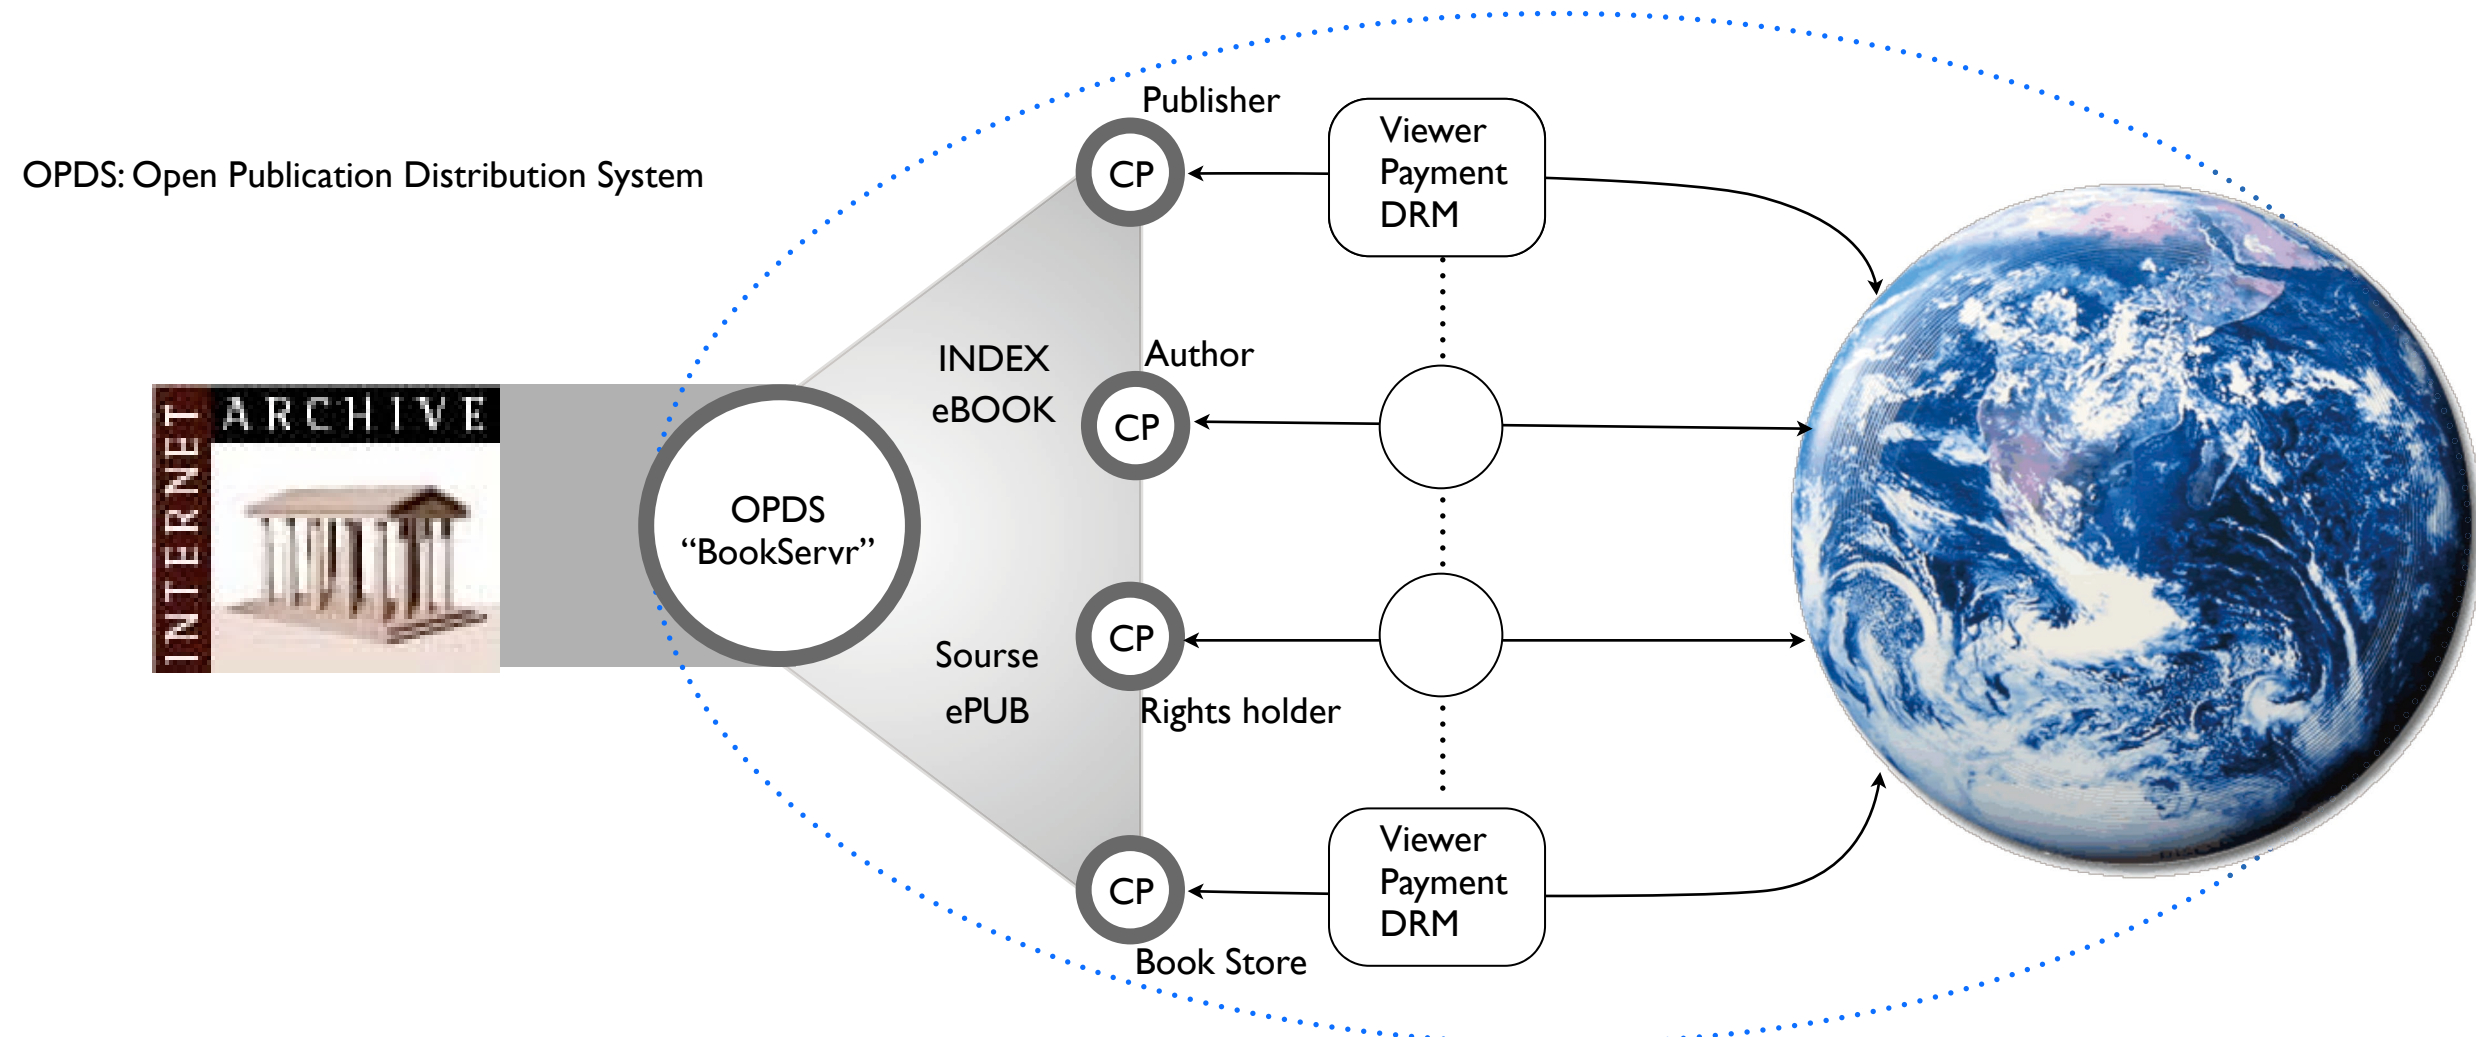 OPDS: Open Publication Distribution System
INTERNET
ARCHIVE
OPDS
“BookServr”
INDEX
eBOOK
Sourse
ePUB
Publisher
CP
Author
CP
CP
Rights holder
CP
Book Store
Viewer
Payment
DRM
Viewer
Payment
DRM